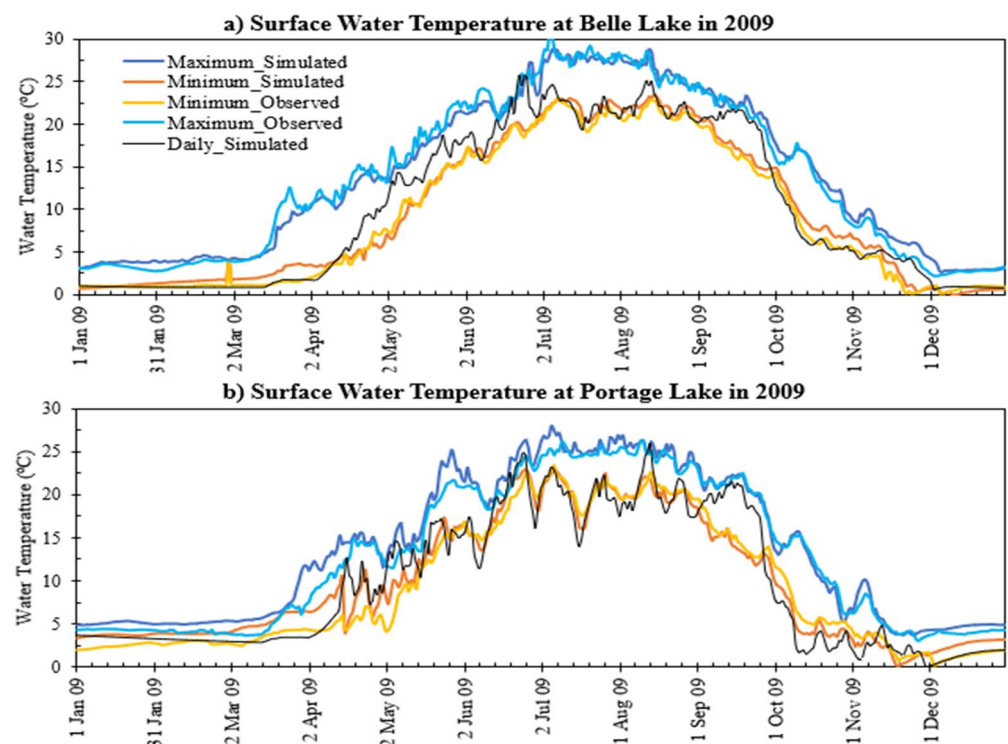 a) Surface Water Temperature at Belle Lake in 2009
30
25
20
15
10
5
0
Water Temperature (ºC)
Maximum_Simulated
Minimum_Simulated
Minimum_Observed
Maximum_Observed
Daily_Simulated
1 Jan 09
31 Jan 09
2 Mar 09
2 Apr 09
2 May 09
2 Jun 09
2 Jul 09
1 Aug 09
1 Sep 09
1 Oct 09
1 Nov 09
1 Dec 09
b) Surface Water Temperature at Portage Lake in 2009
30
25
20
15
10
5
0
Water Temperature (ºC)
1 Jan 09
31 Jan 09
2 Mar 09
2 Apr 09
2 May 09
2 Jun 09
2 Jul 09
1 Aug 09
1 Sep 09
1 Oct 09
1 Nov 09
1 Dec 09